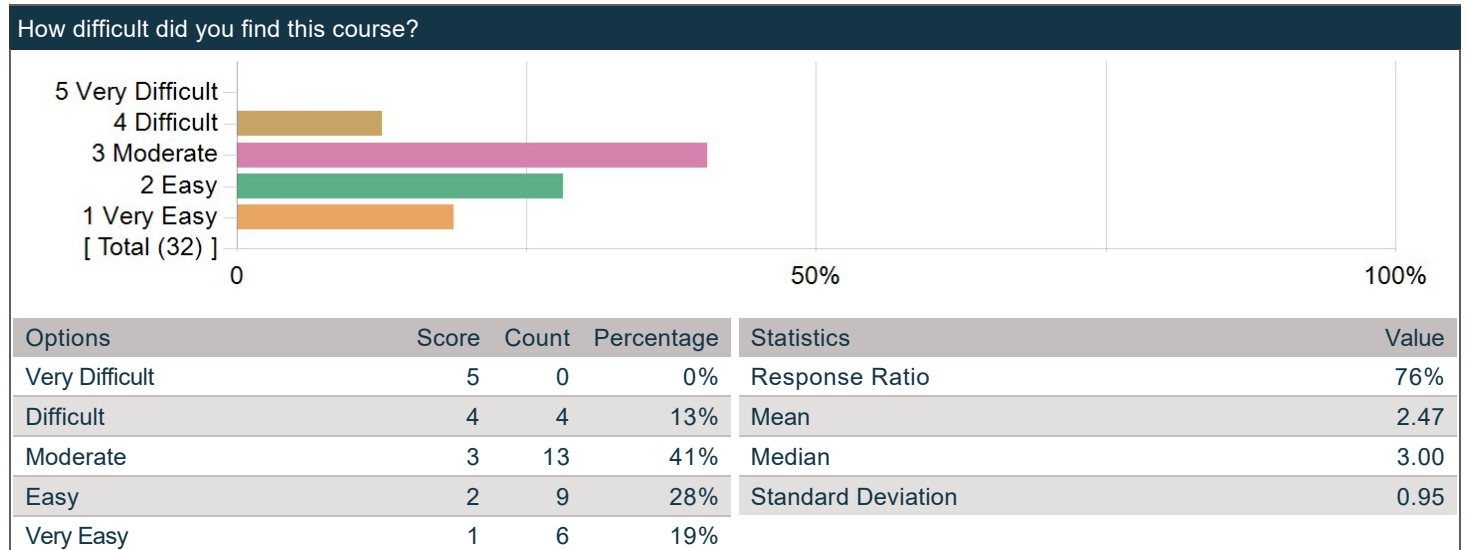 How difficult did you find this course?
5 Very Difficult
4 Difficult
3 Moderate
2 Easy
1 Very Easy
[ Total (32) ]
0 50% 100%
Options Score Count Percentage Statistics Value
Very Difficult 5 0 0% Response Ratio 76%
Difficult 4 4 13% Mean 2.47
Moderate 3 13 41% Median 3.00
Easy 2 9 28% Standard Deviation 0.95
Very Easy 1 6 19%